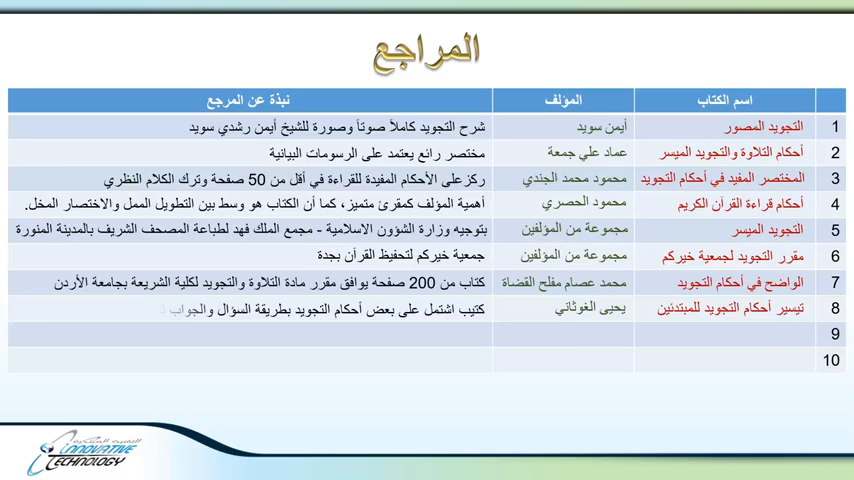 المراجع
اسم الكتاب المؤلف نبذة عن المرجع
1 التجويد المصور أيمن سويد شرح التجويد كاملاً صوتاً وصورة للشيخ أيمن رشدي سويد
2 أحكام التلاوة والتجويد الميسر عماد علي جمعة مختصر رائع يعتمد على الرسومات البيانية
3 المختصر المفيد في أحكام التجويد محمود محمد الجندي ركز على الأحكام المفيدة للقراءة في أقل من 50 صفحة وترك الكلام النظري
4 أحكام قراءة القرآن الكريم محمود الحصري أهمية المؤلف كمقرئ متميز، كما أن الكتاب هو وسط بين التطويل الممل والاختصار المخل.
5 التجويد الميسر مجموعة من المؤلفين بتوجيه وزارة الشؤون الاسلامية - مجمع الملك فهد لطباعة المصحف الشريف بالمدينة المنورة
6 مقرر التجويد لجمعية خيركم مجموعة من المؤلفين جمعية خيركم لتحفيظ القرآن بجدة
7 الواضح في أحكام التجويد محمد عصام مفلح القضاة كتاب من 200 صفحة يوافق مقرر مادة التلاوة والتجويد لكلية الشريعة بجامعة الأردن
8 تيسير أحكام التجويد للمبتدئين يحيى الغوثاني كتيب اشتمل على بعض أحكام التجويد بطريقة السؤال والجواب
9
10
التقنية المبتكرة
INNOVATIVE
TECHNOLOGY